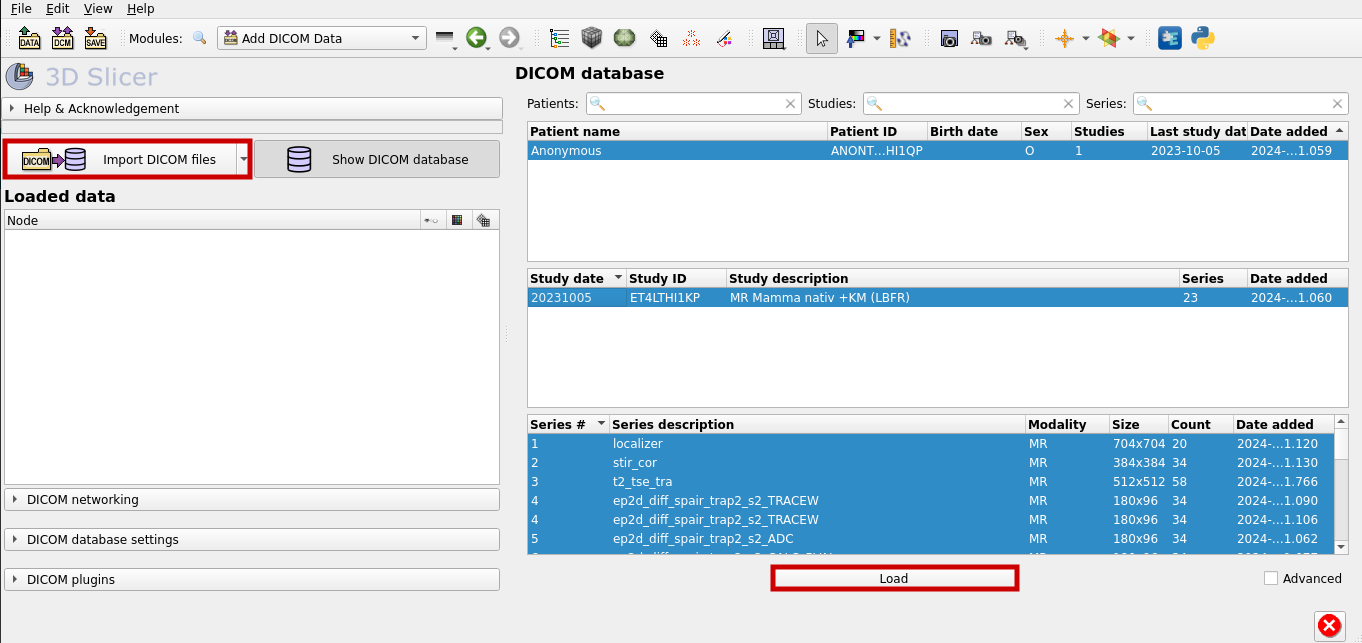 File Edit View Help
DATA DCM SAVE Modules: Add DICOM Data
3D Slicer
Help & Acknowledgement
DICOM Import DICOM files Show DICOM database
Loaded data
Node
DICOM networking
DICOM database settings
DICOM plugins
DICOM database
Patients: Studies: Series:
Patient name Patient ID Birth date Sex Studies Last study dat Date added
Anonymous ANONT...HI1QP O 1 2023-10-05 2024-...1.059
Study date Study ID Study description Series Date added
20231005 ET4LTHI1KP MR Mamma nativ +KM (LBFR) 23 2024-...1.060
Series # Series description Modality Size Count Date added
1 localizer MR 704x704 20 2024-...1.120
2 stir_cor MR 384x384 34 2024-...1.130
3 t2_tse_tra MR 512x512 58 2024-...1.766
4 ep2d_diff_spair_trap2_s2_TRACEW MR 180x96 34 2024-...1.090
4 ep2d_diff_spair_trap2_s2_TRACEW MR 180x96 34 2024-...1.106
5 ep2d_diff_spair_trap2_s2_ADC MR 180x96 34 2024-...1.062
Load Advanced